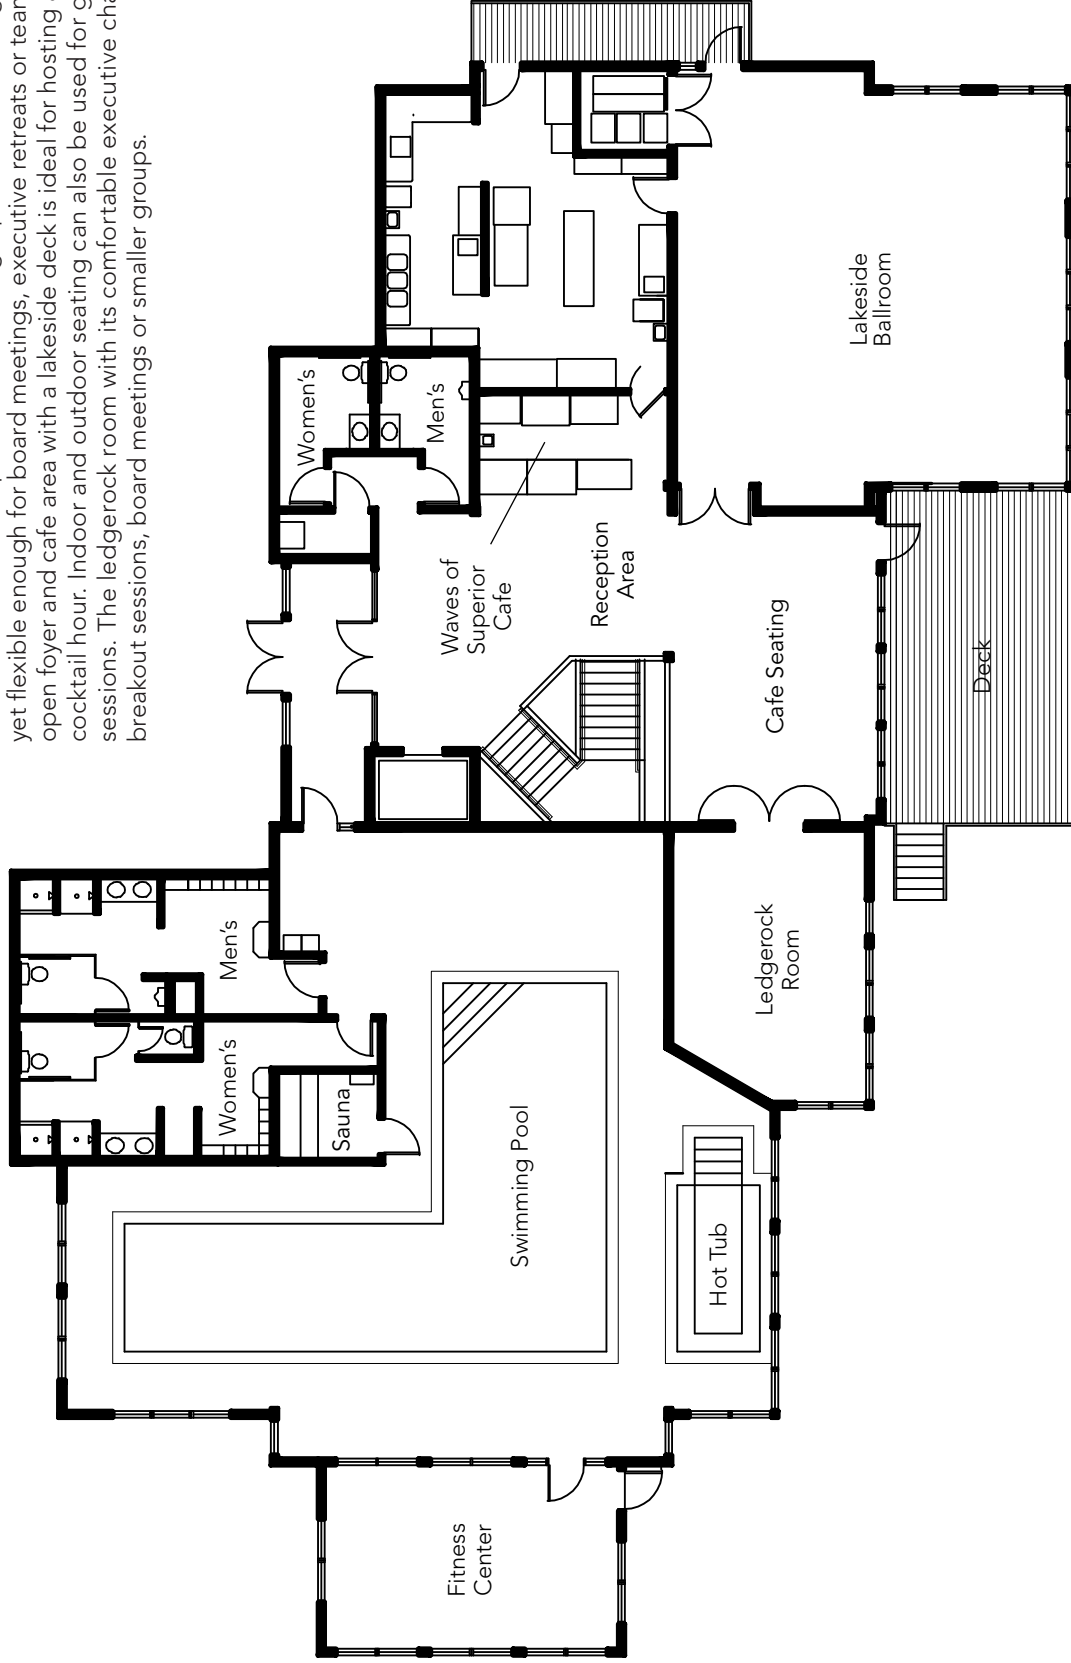 yet flexible enough for board meetings, executive retreats or team
open foyer and cafe area with a lakeside deck is ideal for hosting
cocktail hour. Indoor and outdoor seating can also be used for
sessions. The ledgerock room with its comfortable executive
breakout sessions, board meetings or smaller groups.
Women's
Men's
Waves of
Superior
Cafe
Reception
Area
Lakeside
Ballroom
Cafe Seating
Deck
Men's
Women's
Sauna
Swimming Pool
Hot Tub
Ledgerock
Room
Fitness
Center